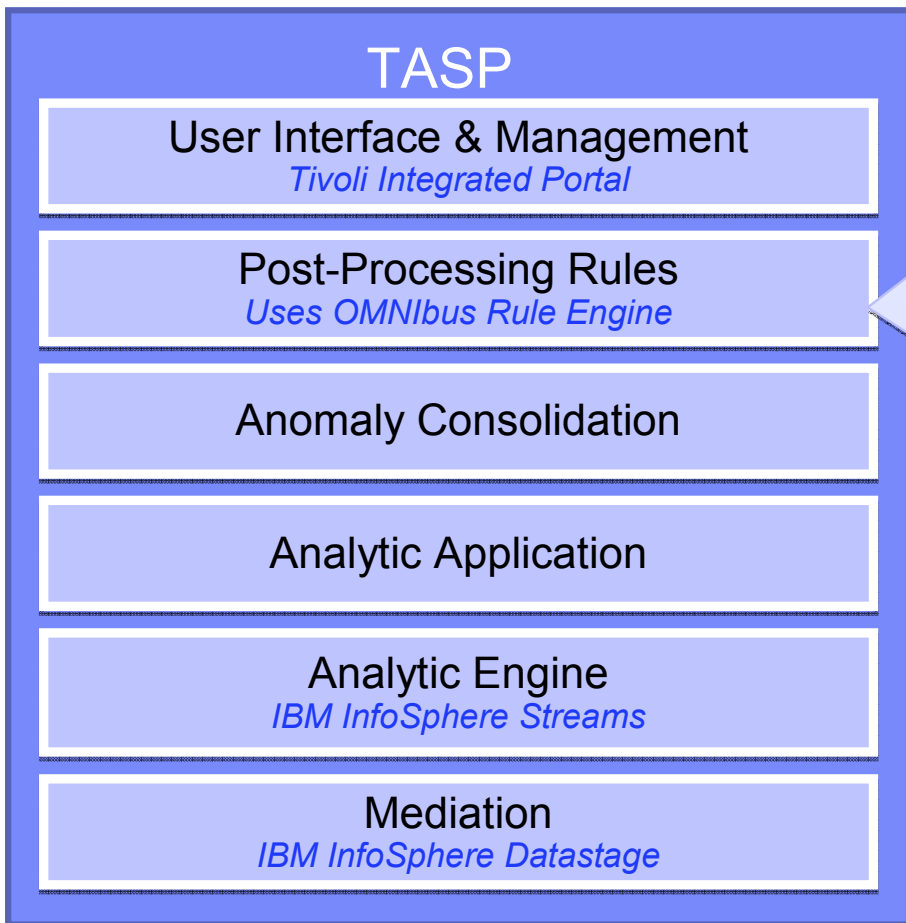 TASP
User Interface & Management
Tivoli Integrated Portal
Post-Processing Rules
Uses OMNIbus Rule Engine
Anomaly Consolidation
Analytic Application
Analytic Engine
IBM InfoSphere Streams
Mediation
IBM InfoSphere Datastage